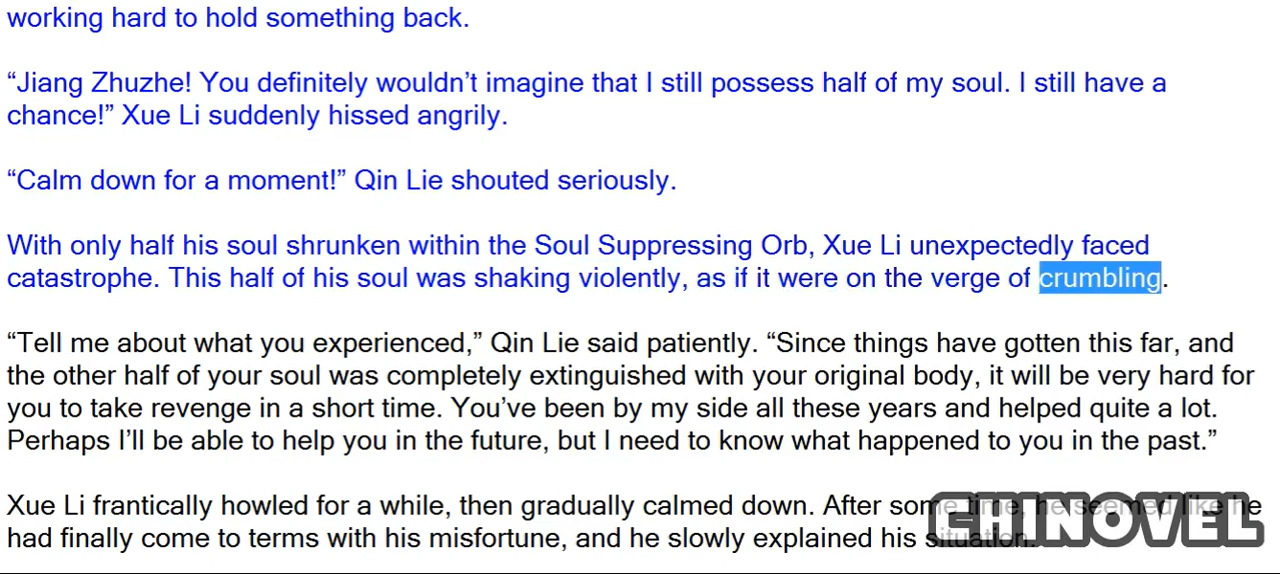 working hard to hold something back.
“Jiang Zhuzhe! You definitely wouldn’t imagine that I still possess half of my soul. I still have a
chance!” Xue Li suddenly hissed angrily.
“Calm down for a moment!” Qin Lie shouted seriously.
With only half his soul shrunken within the Soul Suppressing Orb, Xue Li unexpectedly faced
catastrophe. This half of his soul was shaking violently, as if it were on the verge of crumbling.
“Tell me about what you experienced,” Qin Lie said patiently. “Since things have gotten this far, and
the other half of your soul was completely extinguished with your original body, it will be very hard for
you to take revenge in a short time. You’ve been by my side all these years and helped quite a lot.
Perhaps I’ll be able to help you in the future, but I need to know what happened to you in the past.”
Xue Li frantically howled for a while, then gradually calmed down. After some time, he seemed like he
had finally come to terms with his misfortune, and he slowly explained his situation.
CHINOVEL